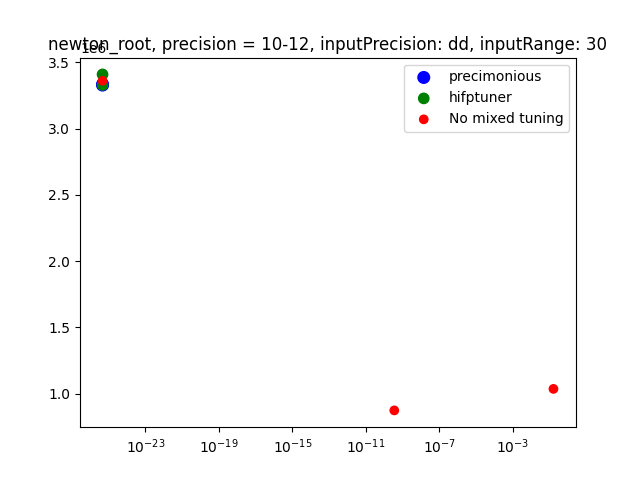 newton_root, precision = 10-12, inputPrecision: dd, inputRange: 30
1e6
3.5
3.0
2.5
2.0
1.5
1.0
precimonious
hifptuner
No mixed tuning
10⁻²³ 10⁻¹⁹ 10⁻¹⁵ 10⁻¹¹ 10⁻⁷ 10⁻³